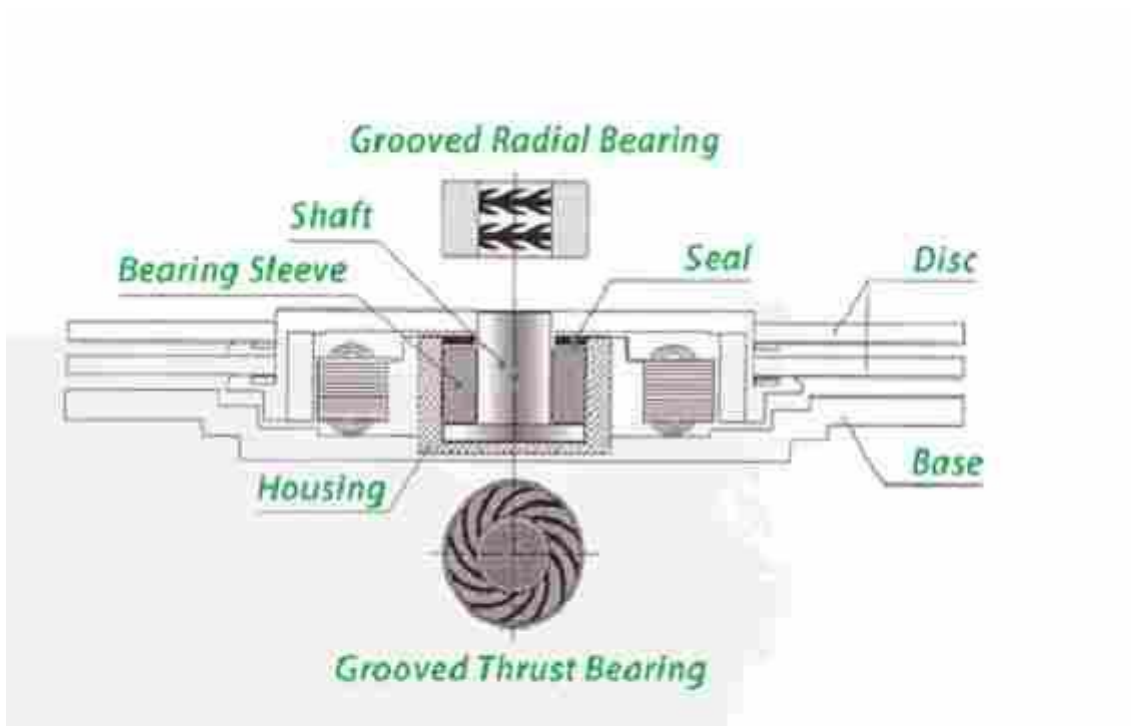 Grooved Radial Bearing
Shaft
Bearing Sleeve
Seal
Disc
Housing
Base
Grooved Thrust Bearing